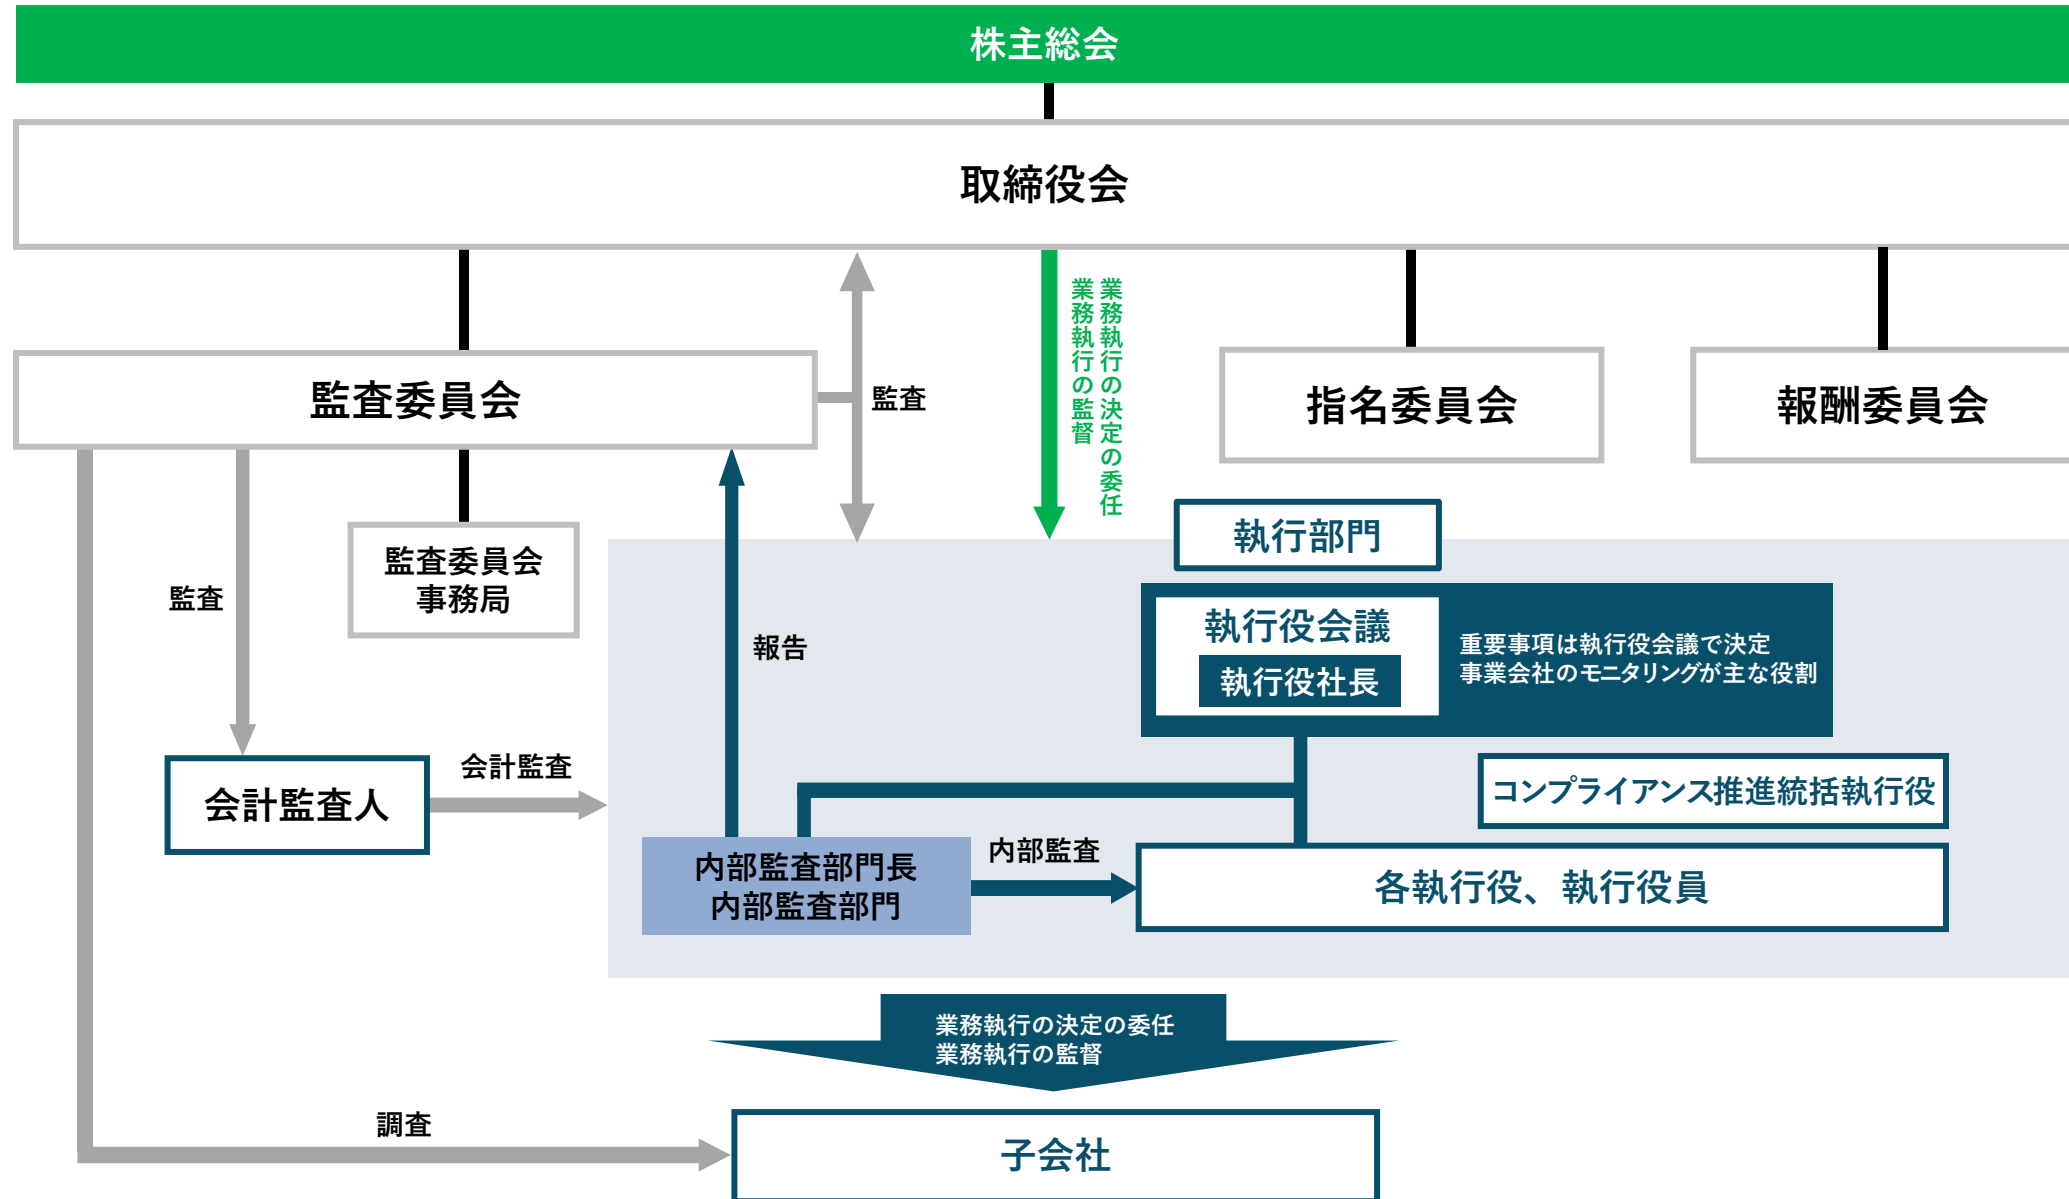 株主総会
取締役会
業務執行の決定の委任
業務執行の監督
監査委員会
監査
指名委員会
報酬委員会
監査委員会
事務局
監査
報告
執行部門
執行役会議
執行役社長
重要事項は執行役会議で決定
事業会社のモニタリングが主な役割
会計監査人
会計監査
コンプライアンス推進統括執行役
内部監査部門長
内部監査部門
内部監査
各執行役、執行役員
業務執行の決定の委任
業務執行の監督
調査
子会社